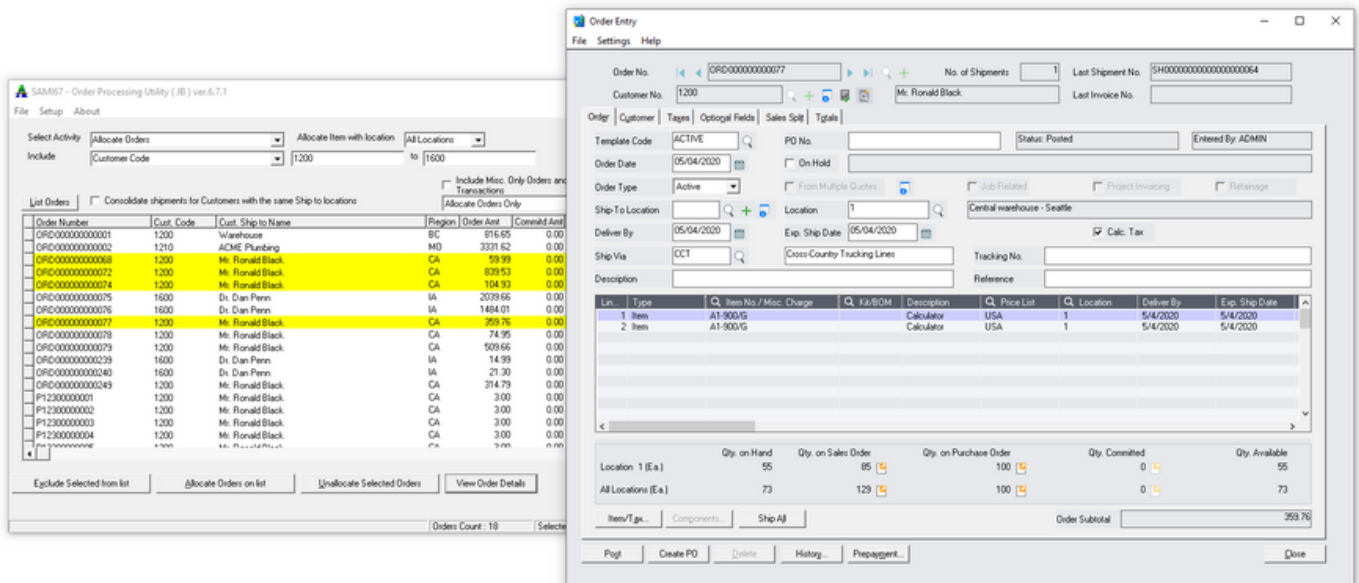 SAMI67 - Order Processing Utility ( JB ) ver.6.7.1
File Setup About
Select Activity Allocate Orders Allocate Item with location All Locations
Include Customer Code 1200 to 1600
Include Misc. Only Orders and
Transactions
List Orders Consolidate shipments for Customers with the same Ship to locations Allocate Orders Only
Order Number Cust. Code Cust. Ship to Name Region Order Amt Commitd Amt
ORD000000000001 1200 Warehouse BC 816.65 0.00
ORD000000000002 1210 ACME Plumbing MO 3331.62 0.00
ORD000000000068 1200 Mr. Ronald Black CA 59.99 0.00
ORD000000000072 1200 Mr. Ronald Black CA 839.53 0.00
ORD000000000074 1200 Mr. Ronald Black CA 104.93 0.00
ORD000000000075 1600 Dr. Dan Penn IA 2039.66 0.00
ORD000000000076 1600 Dr. Dan Penn IA 1484.01 0.00
ORD000000000077 1200 Mr. Ronald Black CA 359.76 0.00
ORD000000000078 1200 Mr. Ronald Black CA 74.95 0.00
ORD000000000079 1200 Mr. Ronald Black CA 509.66 0.00
ORD000000000239 1600 Dr. Dan Penn IA 14.99 0.00
ORD000000000240 1600 Dr. Dan Penn IA 21.30 0.00
ORD000000000249 1200 Mr. Ronald Black CA 314.79 0.00
P12300000001 1200 Mr. Ronald Black CA 3.00 0.00
P12300000002 1200 Mr. Ronald Black CA 3.00 0.00
P12300000003 1200 Mr. Ronald Black CA 3.00 0.00
P12300000004 1200 Mr. Ronald Black CA 3.00 0.00
Exclude Selected from list Allocate Orders on list Unallocate Selected Orders View Order Details
Orders Count : 18 Selecte
Order Entry
File Settings Help
Order No. ORD000000000077 No. of Shipments 1 Last Shipment No. SH00000000000000000064
Customer No. 1200 Mr. Ronald Black Last Invoice No.
Order Customer Taxes Optional Fields Sales Split Totals
Template Code ACTIVE PO No. Status: Posted Entered By: ADMIN
Order Date 05/04/2020 On Hold
Order Type Active From Multiple Quotes Job Related Project Invoicing Retainage
Ship-To Location Location 1 Central warehouse - Seattle
Deliver By 05/04/2020 Exp. Ship Date 05/04/2020 Calc. Tax
Ship Via CCT Cross-Country Trucking Lines Tracking No.
Description Reference
Lin... Type Item No./ Misc. Charge Kit/BOM Description Price List Location Deliver By Exp. Ship Date
1 Item A1-900/G Calculator USA 1 5/4/2020 5/4/2020
2 Item A1-900/G Calculator USA 1 5/4/2020 5/4/2020
Qty. on Hand Qty. on Sales Order Qty. on Purchase Order Qty. Committed Qty. Available
Location 1 (Ea.) 55 85 100 0 55
All Locations (Ea.) 73 129 100 0 73
Item/Tax... Components... Ship All Order Subtotal 359.76
Post Create PO Delete History... Prepayment... Close